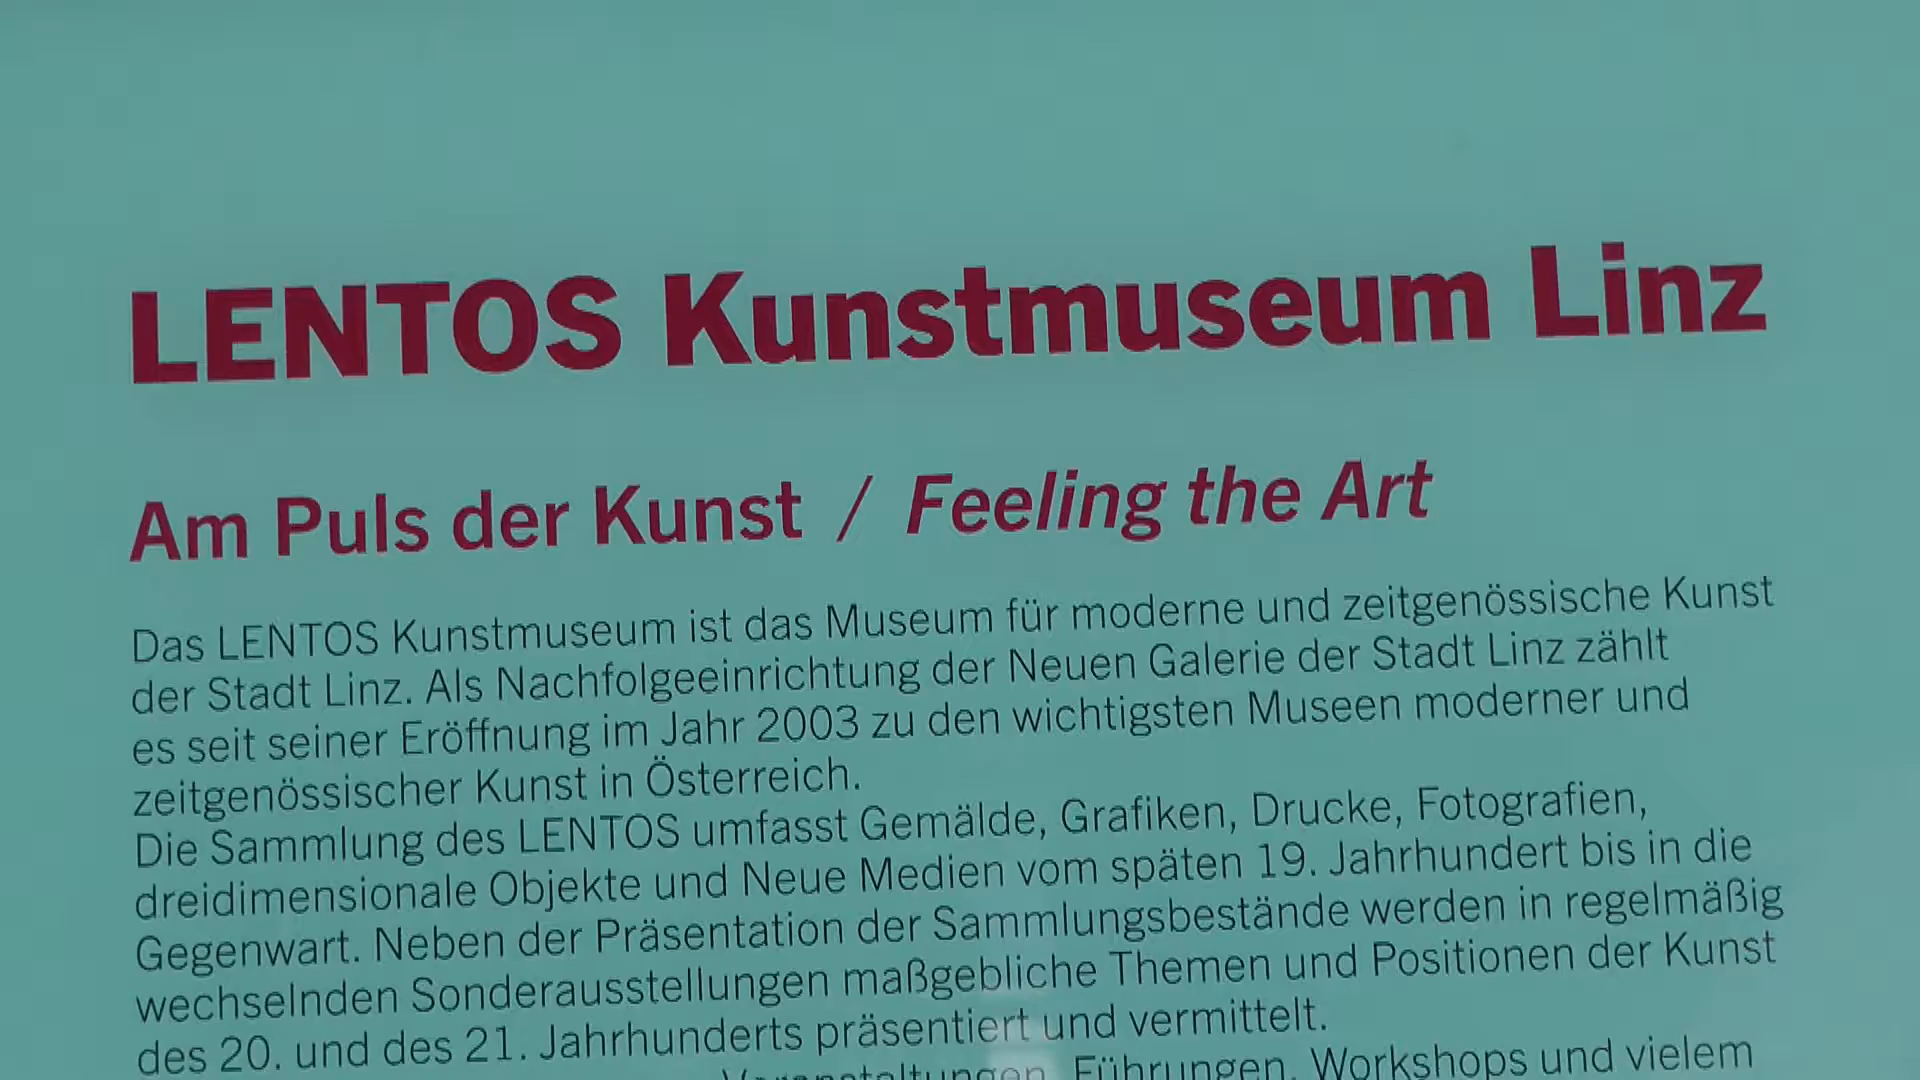 LENTOS Kunstmuseum Linz
Am Puls der Kunst / Feeling the Art
Das LENTOS Kunstmuseum ist das Museum für moderne und zeitgenössische Kunst
der Stadt Linz. Als Nachfolgeeinrichtung der Neuen Galerie der Stadt Linz zählt
es seit seiner Eröffnung im Jahr 2003 zu den wichtigsten Museen moderner und
zeitgenössischer Kunst in Österreich.
Die Sammlung des LENTOS umfasst Gemälde, Grafiken, Drucke, Fotografien,
dreidimensionale Objekte und Neue Medien vom späten 19. Jahrhundert bis in die
Gegenwart. Neben der Präsentation der Sammlungsbestände werden in regelmäßig
wechselnden Sonderausstellungen maßgebliche Themen und Positionen der Kunst
des 20. und des 21. Jahrhunderts präsentiert und vermittelt.
Führungen, Workshops und vielem